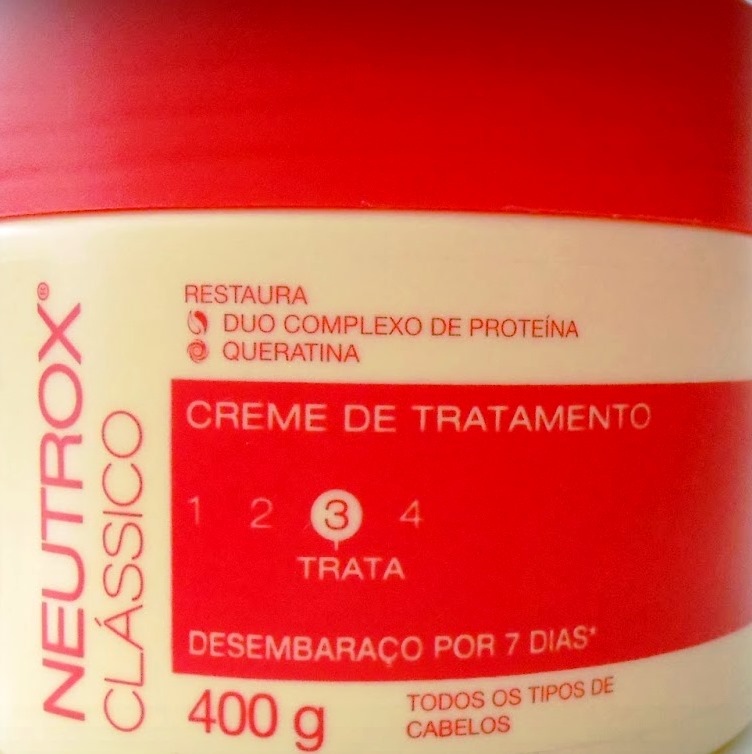 NEUTROX®
CLÁSSICO
RESTAURA
DUO COMPLEXO DE PROTEÍNA
QUERATINA
CREME DE TRATAMENTO
1 2 3 4
TRATA
DESEMBARAÇO POR 7 DIAS*
400 g
TODOS OS TIPOS DE
CABELOS